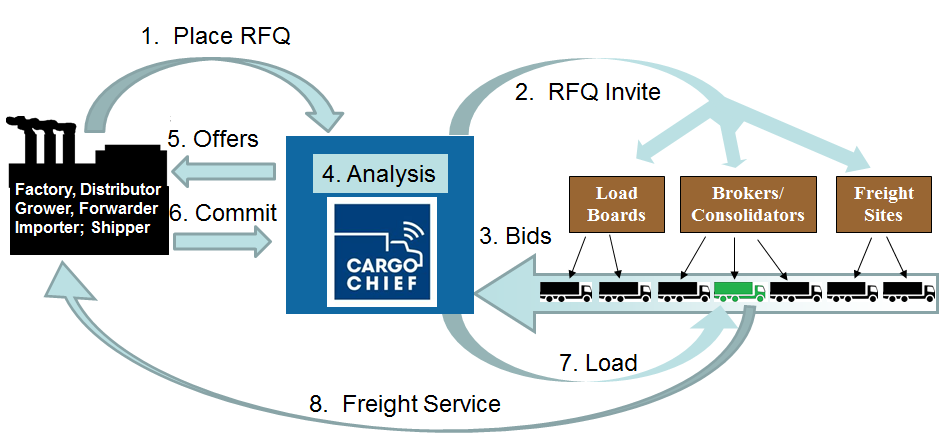 1. Place RFQ
2. RFQ Invite
5. Offers
4. Analysis
Factory, Distributor
Grower, Forwarder
Importer; Shipper
6. Commit
CARGO
CHIEF
Load
Boards
Brokers/
Consolidators
Freight
Sites
3. Bids
7. Load
8. Freight Service